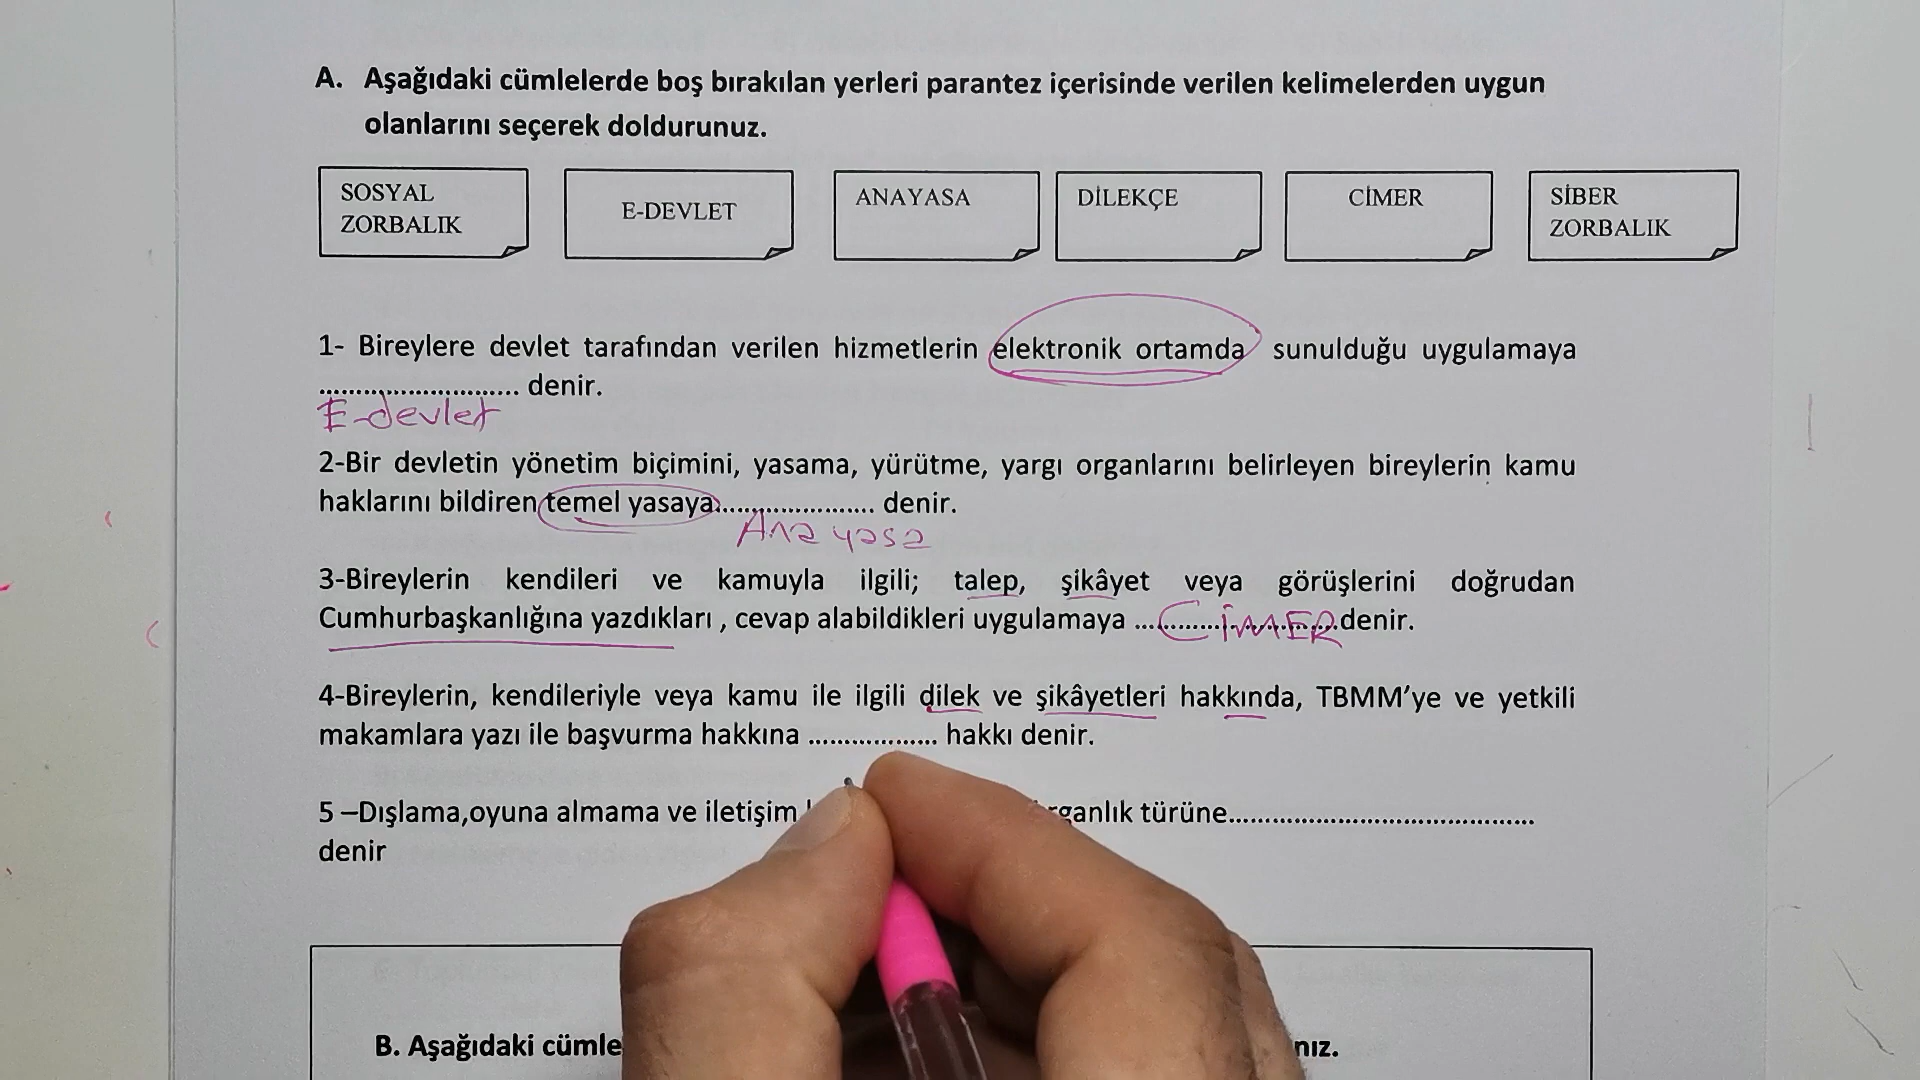 A. Aşağıdaki cümlelerde boş bırakılan yerleri parantez içerisinde verilen kelimelerden uygun
olanlarını seçerek doldurunuz.
SOSYAL
ZORBALIK
E-DEVLET
ANAYASA
DİLEKÇE
CİMER
SİBER
ZORBALIK
1- Bireylere devlet tarafından verilen hizmetlerin elektronik ortamda sunulduğu uygulamaya
........................... denir.
E-devlet
2-Bir devletin yönetim biçimini, yasama, yürütme, yargı organlarını belirleyen bireylerin kamu
haklarını bildiren temel yasaya..................... denir.
Anayasa
3-Bireylerin kendileri ve kamuyla ilgili; talep, şikâyet veya görüşlerini doğrudan
Cumhurbaşkanlığına yazdıkları , cevap alabildikleri uygulamaya ............................denir.
CİMER
4-Bireylerin, kendileriyle veya kamu ile ilgili dilek ve şikâyetleri hakkında, TBMM'ye ve yetkili
makamlara yazı ile başvurma hakkına .................. hakkı denir.
5 –Dışlama,oyuna almama ve iletişim türüne..........................................
denir
B. Aşağıdaki